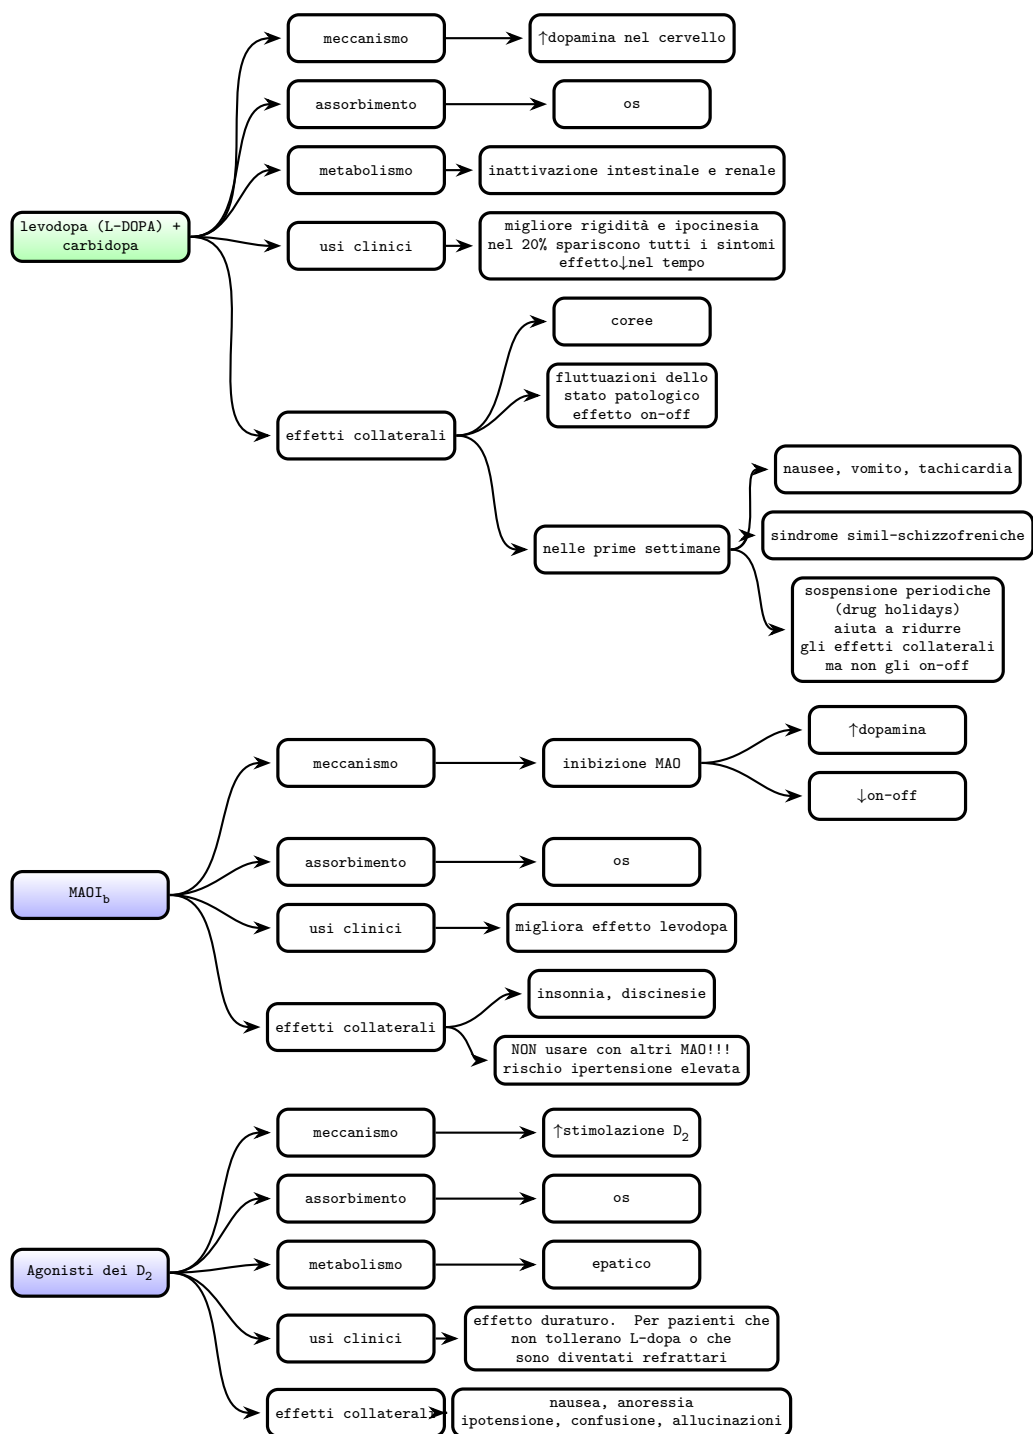 levodopa (L-DOPA) +
carbidopa
meccanismo
↑dopamina nel cervello
assorbimento
os
metabolismo
inattivazione intestinale e renale
usi clinici
migliore rigidità e ipocinesia
nel 20% spariscono tutti i sintomi
effetto↓nel tempo
effetti collaterali
coree
fluttuazioni dello
stato patologico
effetto on-off
nelle prime settimane
nausee, vomito, tachicardia
sindrome simil-schizzofreniche
sospensione periodiche
(drug holidays)
aiuta a ridurre
gli effetti collaterali
ma non gli on-off
MAOI_b
meccanismo
inibizione MAO
↑dopamina
↓on-off
assorbimento
os
usi clinici
migliora effetto levodopa
effetti collaterali
insonnia, discinesie
NON usare con altri MAO!!!
rischio ipertensione elevata
Agonisti dei D₂
meccanismo
↑stimolazione D₂
assorbimento
os
metabolismo
epatico
usi clinici
effetto duraturo. Per pazienti che
non tollerano L-dopa o che
sono diventati refrattari
effetti collaterali
nausea, anoressia
ipotensione, confusione, allucinazioni